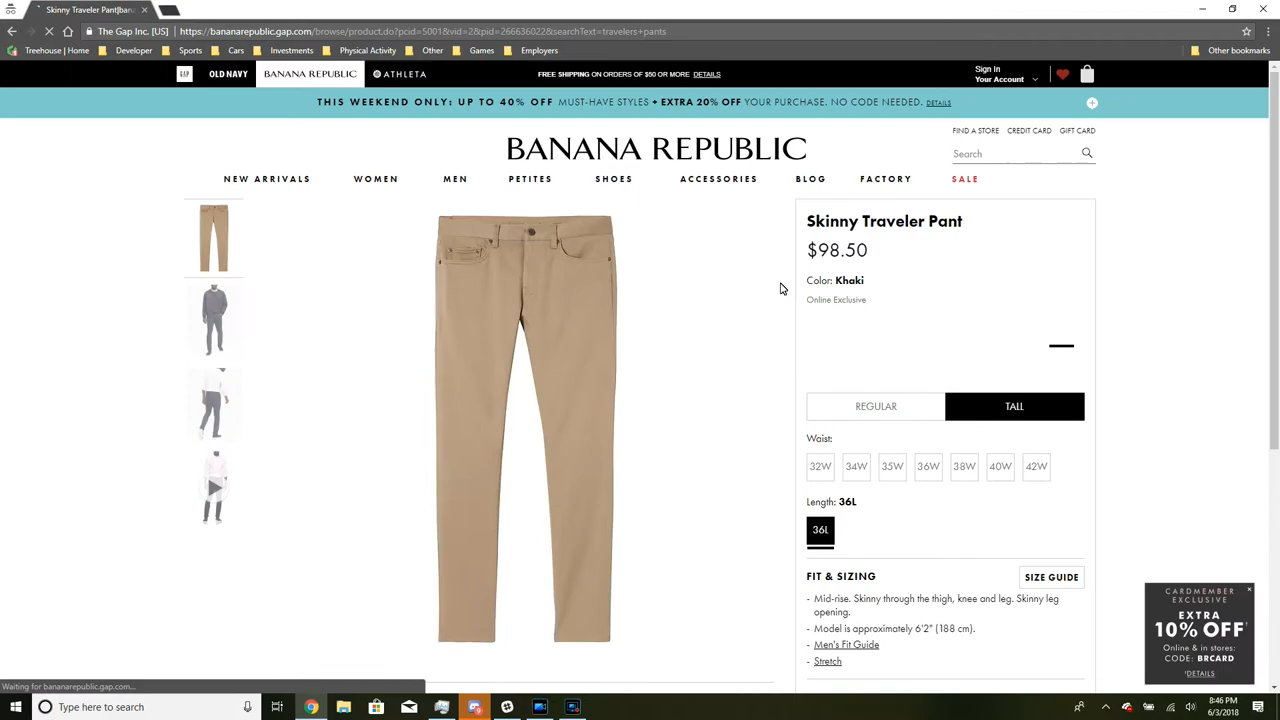 Skinny Traveler Pant|ban
The Gap Inc. [US] | https://bananarepublic.gap.com/browse/product.do?pcid=5001&vid=2&pid=266636022&searchText=travelers+pants
Treehouse | Home
Developer
Sports
Cars
Investments
Physical Activity
Other
Games
Employers
Other bookmarks
GAP
OLD NAVY
BANANA REPUBLIC
ATHLETA
FREE SHIPPING ON ORDERS OF $50 OR MORE DETAILS
Sign In
Your Account
THIS WEEKEND ONLY: UP TO 40% OFF MUST-HAVE STYLES + EXTRA 20% OFF YOUR PURCHASE. NO CODE NEEDED. DETAILS
FIND A STORE CREDIT CARD GIFT CARD
BANANA REPUBLIC
Search
NEW ARRIVALS WOMEN MEN PETITES SHOES ACCESSORIES BLOG FACTORY SALE
Skinny Traveler Pant
$98.50
Color: Khaki
Online Exclusive
REGULAR TALL
Waist:
32W 34W 35W 36W 38W 40W 42W
Length: 36L
36L
FIT & SIZING
SIZE GUIDE
- Mid-rise. Skinny through the thigh, knee and leg. Skinny leg
opening.
- Model is approximately 6'2" (188 cm).
- Men's Fit Guide
- Stretch
CARDMEMBER
EXCLUSIVE
EXTRA
10% OFF†
Online & in stores:
CODE: BRCARD
†DETAILS
Waiting for bananarepublic.gap.com...
Type here to search
8:46 PM
6/3/2018